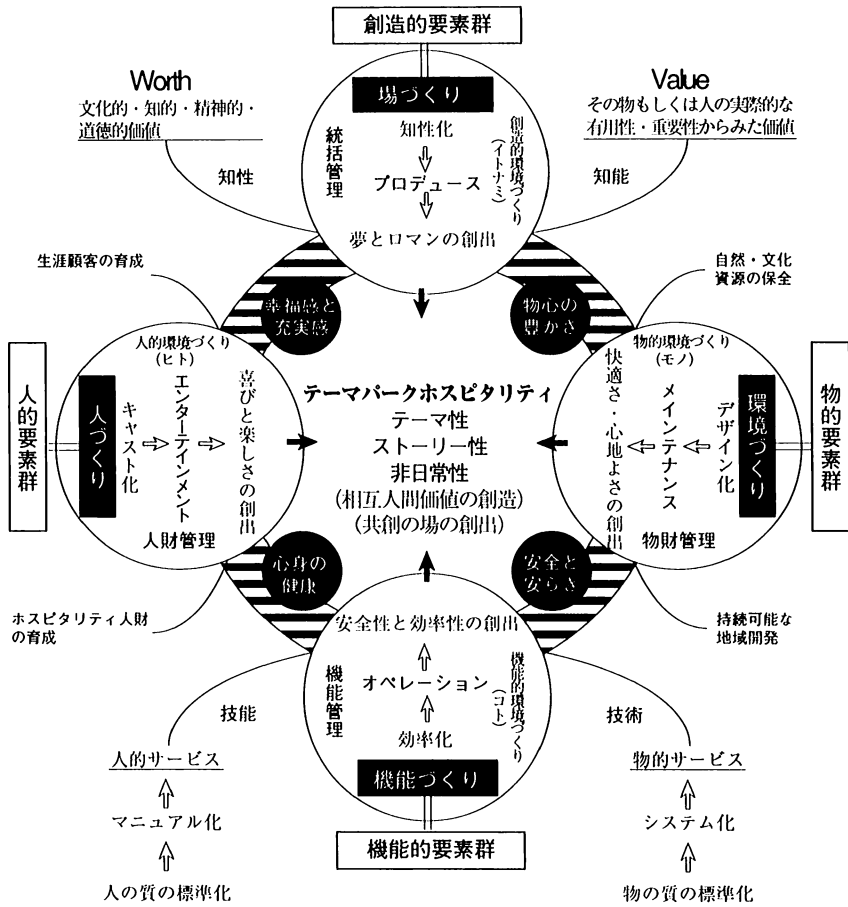 創造的要素群
Worth
文化的・知的・精神的・
道徳的価値
知性
Value
その物もしくは人の実際的な
有用性・重要性からみた価値
知能
場づくり
知性化
プロデュース
夢とロマンの創出
統括管理
創造的環境づくり
(イトナミ)
生涯顧客の育成
自然・文化
資源の保全
幸福感と
充実感
物心の
豊かさ
人的要素群
人的環境づくり
(ヒト)
人づくり
キャスト化
エンターテインメント
喜びと楽しさの創出
人財管理
テーマパークホスピタリティ
テーマ性
ストーリー性
非日常性
(相互人間価値の創造)
(共創の場の創出)
物的環境づくり
(モノ)
快適さ・心地よさの創出
メインテナンス
デザイン化
環境づくり
物財管理
物的要素群
心身の
健康
安全と
安らぎ
ホスピタリティ人財
の育成
持続可能な
地域開発
安全性と効率性の創出
オペレーション
効率化
機能づくり
機能管理
機能的環境づくり
(コト)
機能的要素群
技能
人的サービス
マニュアル化
人の質の標準化
技術
物的サービス
システム化
物の質の標準化